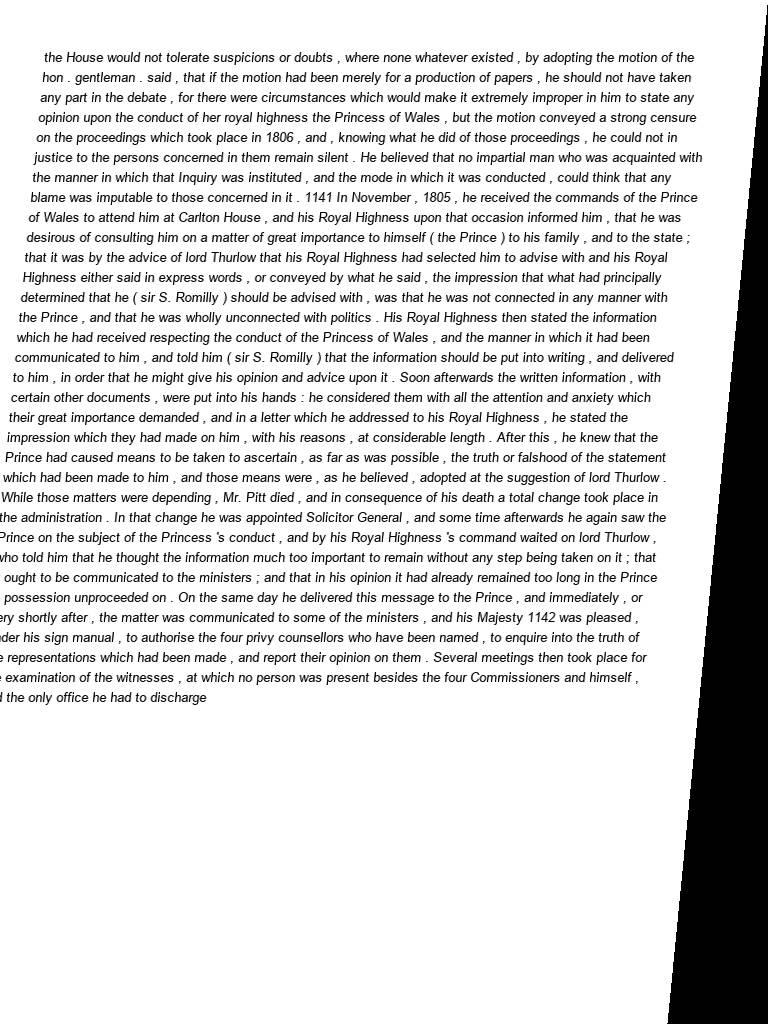 the House would not tolerate suspicions or doubts , where none whatever existed , by adopting the motion of the
hon . gentleman . said , that if the motion had been merely for a production of papers , he should not have taken
any part in the debate , for there were circumstances which would make it extremely improper in him to state any
opinion upon the conduct of her royal highness the Princess of Wales , but the motion conveyed a strong censure
on the proceedings which took place in 1806 , and , knowing what he did of those proceedings , he could not in
justice to the persons concerned in them remain silent . He believed that no impartial man who was acquainted with
the manner in which that Inquiry was instituted , and the mode in which it was conducted , could think that any
blame was imputable to those concerned in it . 1141 In November , 1805 , he received the commands of the Prince
of Wales to attend him at Carlton House , and his Royal Highness upon that occasion informed him , that he was
desirous of consulting him on a matter of great importance to himself ( the Prince ) to his family , and to the state ;
that it was by the advice of lord Thurlow that his Royal Highness had selected him to advise with and his Royal
Highness either said in express words , or conveyed by what he said , the impression that what had principally
determined that he ( sir S. Romilly ) should be advised with , was that he was not connected in any manner with
the Prince , and that he was wholly unconnected with politics . His Royal Highness then stated the information
which he had received respecting the conduct of the Princess of Wales , and the manner in which it had been
communicated to him , and told him ( sir S. Romilly ) that the information should be put into writing , and delivered
to him , in order that he might give his opinion and advice upon it . Soon afterwards the written information , with
certain other documents , were put into his hands : he considered them with all the attention and anxiety which
their great importance demanded , and in a letter which he addressed to his Royal Highness , he stated the
impression which they had made on him , with his reasons , at considerable length . After this , he knew that the
Prince had caused means to be taken to ascertain , as far as was possible , the truth or falshood of the statement
which had been made to him , and those means were , as he believed , adopted at the suggestion of lord Thurlow .
While those matters were depending , Mr. Pitt died , and in consequence of his death a total change took place in
the administration . In that change he was appointed Solicitor General , and some time afterwards he again saw the
Prince on the subject of the Princess 's conduct , and by his Royal Highness 's command waited on lord Thurlow ,
who told him that he thought the information much too important to remain without any step being taken on it ; that
ought to be communicated to the ministers ; and that in his opinion it had already remained too long in the Prince
possession unproceeded on . On the same day he delivered this message to the Prince , and immediately , or
shortly after , the matter was communicated to some of the ministers , and his Majesty 1142 was pleased ,
his sign manual , to authorise the four privy counsellors who have been named , to enquire into the truth of
representations which had been made , and report their opinion on them . Several meetings then took place for
examination of the witnesses , at which no person was present besides the four Commissioners and himself ,
the only office he had to discharge